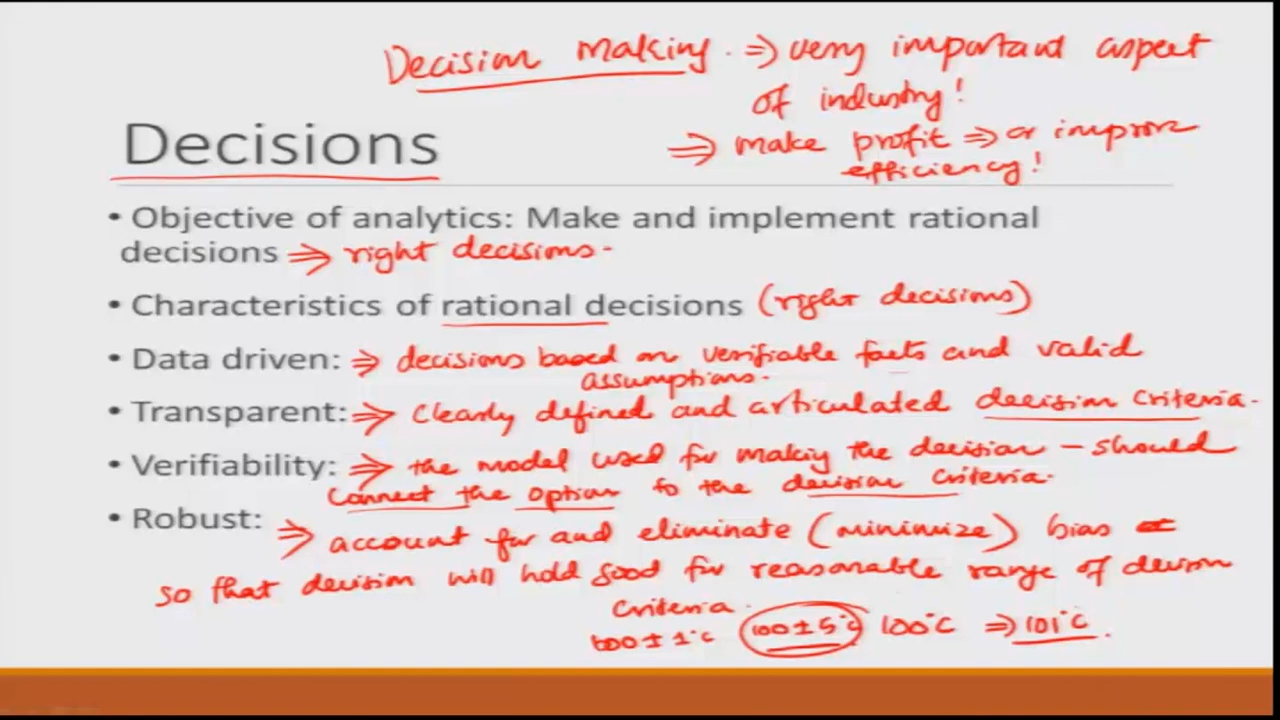 Decision Making. ⇒ very important aspect
of industry!
⇒ make profit ⇒ or improve
efficiency!
Decisions
• Objective of analytics: Make and implement rational
decisions ⇒ right decisions.
• Characteristics of rational decisions (right decisions)
• Data driven: ⇒ decisions based on verifiable facts and valid
assumptions.
• Transparent: ⇒ Clearly defined and articulated decision criteria.
• Verifiability: ⇒ the model used for making the decision – should
connect the option to the decision criteria.
• Robust: ⇒ account for and eliminate (minimize) bias
so that decision will hold good for reasonable range of decision
criteria.
100 ± 1°C 100 ± 5°C 100°C ⇒ 101°C.